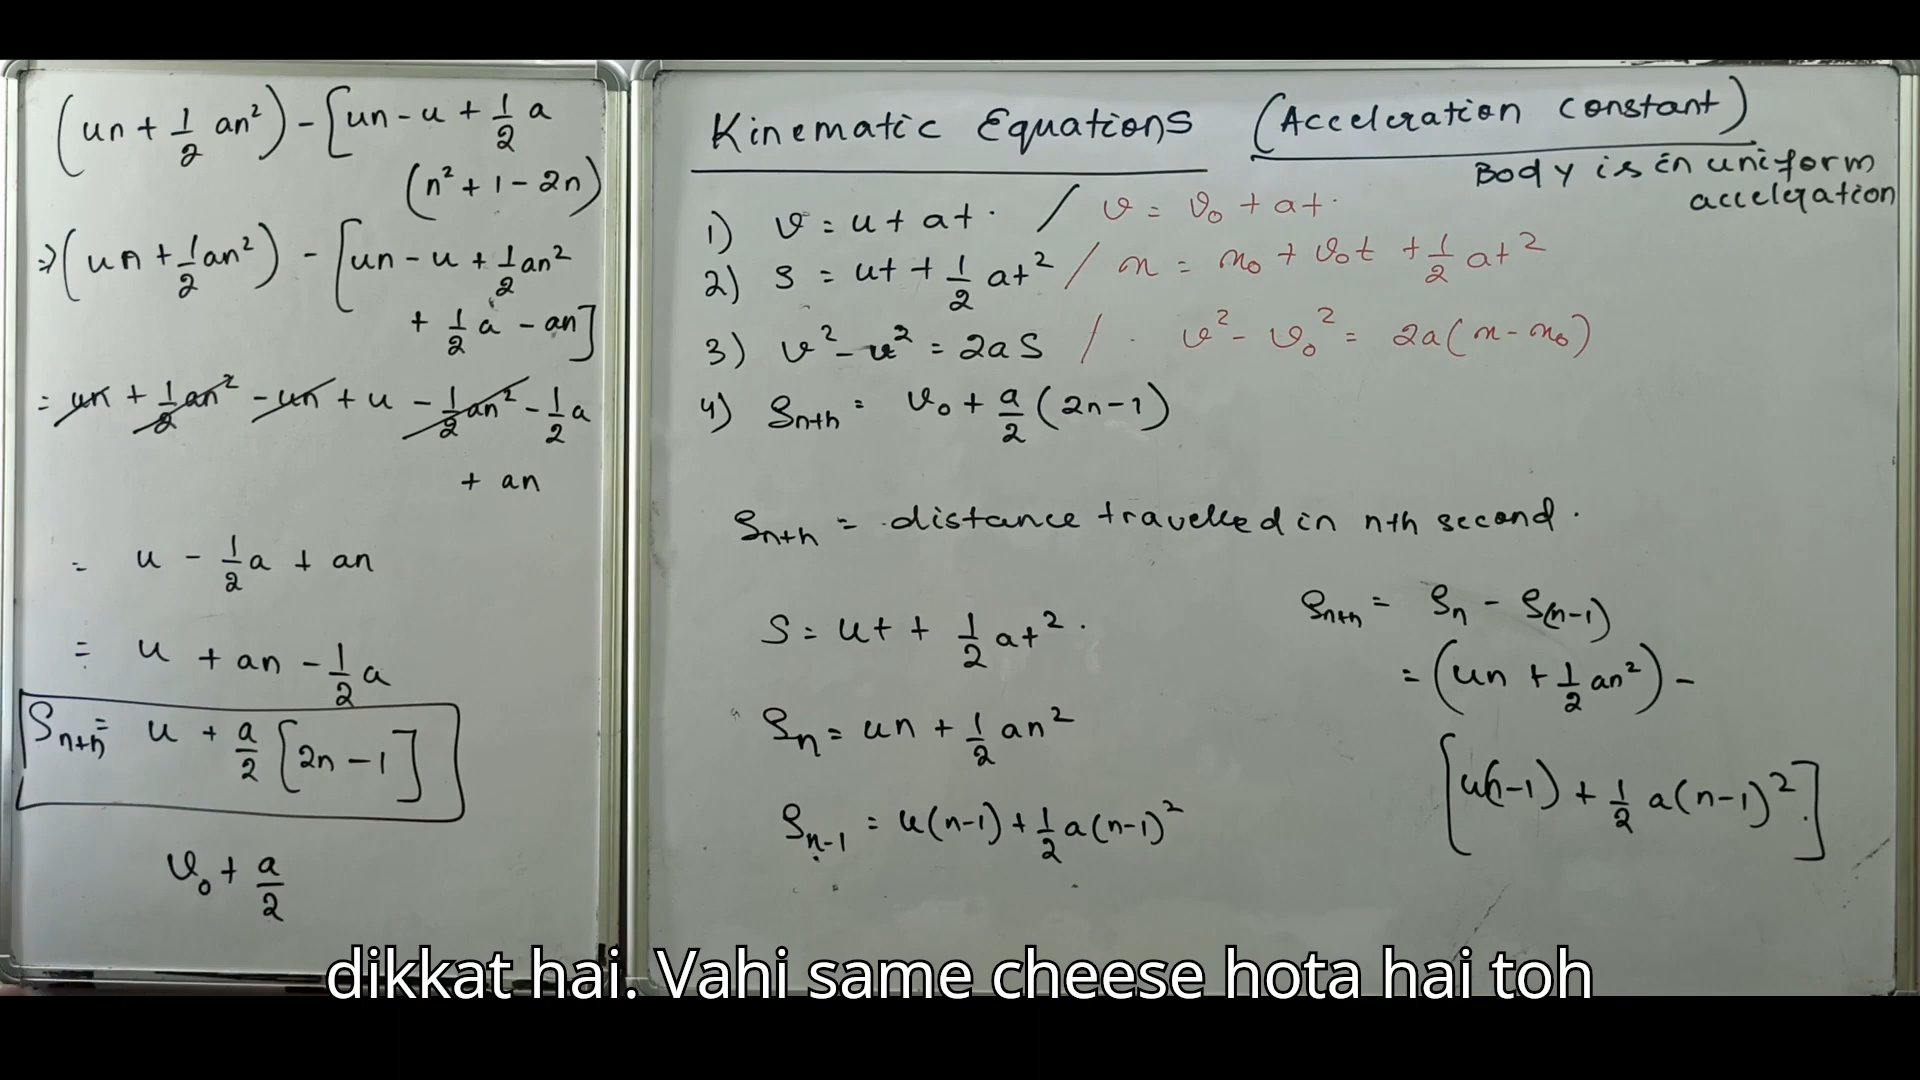 (un + 1/2 an²) - [un - u + 1/2 a
(n² + 1 - 2n)
⇒ (un + 1/2 an²) - [un - u + 1/2 an²
+ 1/2 a - an]
= un + 1/2 an² - un + u - 1/2 an² - 1/2 a
+ an
= u - 1/2 a + an
= u + an - 1/2 a
Snth = u + a/2 [2n - 1]
v₀ + a/2
Kinematic Equations (Acceleration constant)
Body is in uniform
acceleration
1) v = u + at. / v = v₀ + at.
2) S = ut + 1/2 at² / x = x₀ + v₀t + 1/2 at²
3) v² - u² = 2aS / v² - v₀² = 2a(x - x₀)
4) Snth = v₀ + a/2 (2n - 1)
Snth = distance travelled in nth second.
S = ut + 1/2 at².
Sn = un + 1/2 an²
Sn-1 = u(n-1) + 1/2 a(n-1)²
Snth = Sn - S(n-1)
= (un + 1/2 an²) -
[u(n-1) + 1/2 a(n-1)².]
dikkat hai. Vahi same cheese hota hai toh